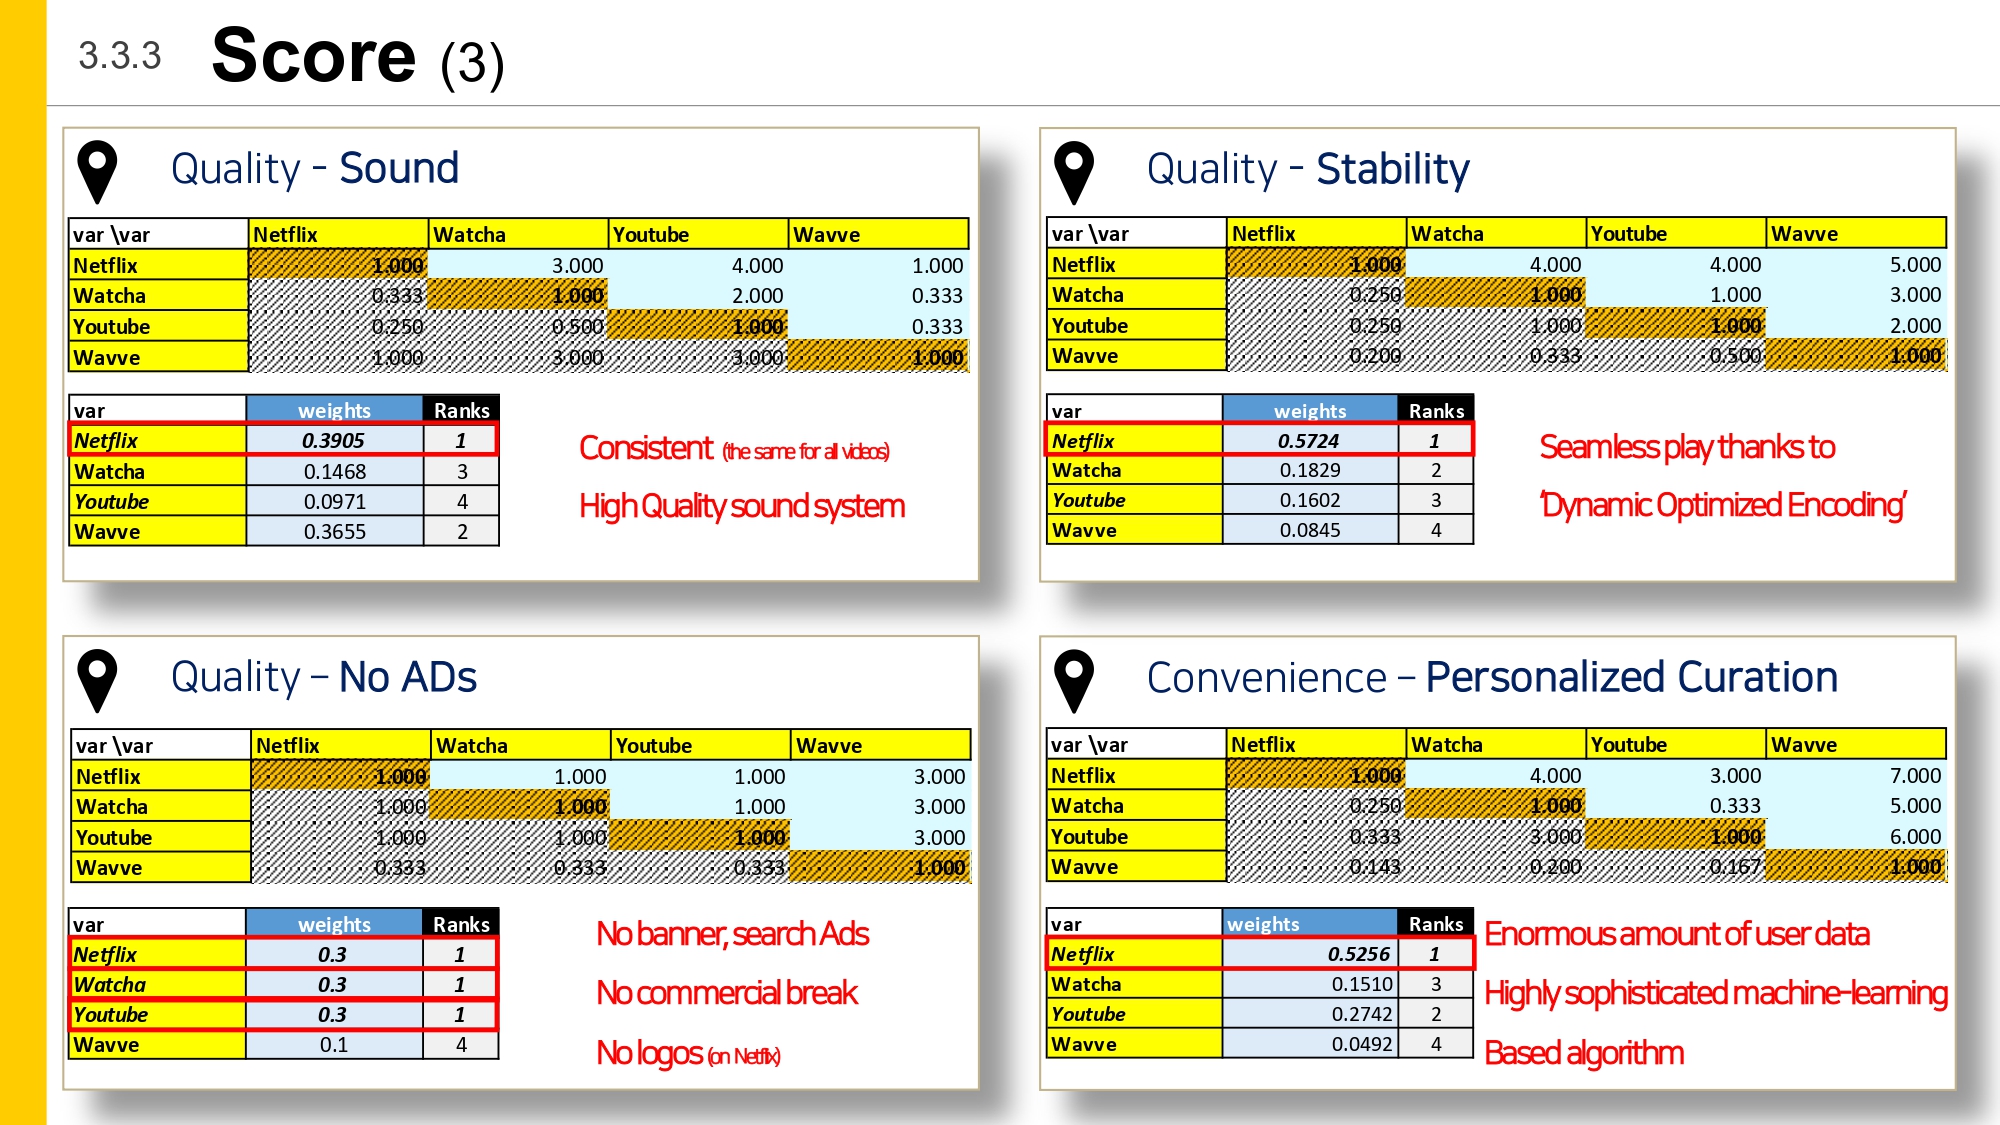 3.3.3 Score (3)
Quality - Sound
var \var Netflix Watcha Youtube Wavve
Netflix 1.000 3.000 4.000 1.000
Watcha 0.333 1.000 2.000 0.333
Youtube 0.250 0.500 1.000 0.333
Wavve 1.000 3.000 3.000 1.000
var weights Ranks
Netflix 0.3905 1
Watcha 0.1468 3
Youtube 0.0971 4
Wavve 0.3655 2
Consistent (the same for all videos)
High Quality sound system
Quality - Stability
var \var Netflix Watcha Youtube Wavve
Netflix 1.000 4.000 4.000 5.000
Watcha 0.250 1.000 1.000 3.000
Youtube 0.250 1.000 1.000 2.000
Wavve 0.200 0.333 0.500 1.000
var weights Ranks
Netflix 0.5724 1
Watcha 0.1829 2
Youtube 0.1602 3
Wavve 0.0845 4
Seamless play thanks to
'Dynamic Optimized Encoding'
Quality – No ADs
var \var Netflix Watcha Youtube Wavve
Netflix 1.000 1.000 1.000 3.000
Watcha 1.000 1.000 1.000 3.000
Youtube 1.000 1.000 1.000 3.000
Wavve 0.333 0.333 0.333 1.000
var weights Ranks
Netflix 0.3 1
Watcha 0.3 1
Youtube 0.3 1
Wavve 0.1 4
No banner, search Ads
No commercial break
No logos (on Netflix)
Convenience – Personalized Curation
var \var Netflix Watcha Youtube Wavve
Netflix 1.000 4.000 3.000 7.000
Watcha 0.250 1.000 0.333 5.000
Youtube 0.333 3.000 1.000 6.000
Wavve 0.143 0.200 0.167 1.000
var weights Ranks
Netflix 0.5256 1
Watcha 0.1510 3
Youtube 0.2742 2
Wavve 0.0492 4
Enormous amount of user data
Highly sophisticated machine-learning
Based algorithm